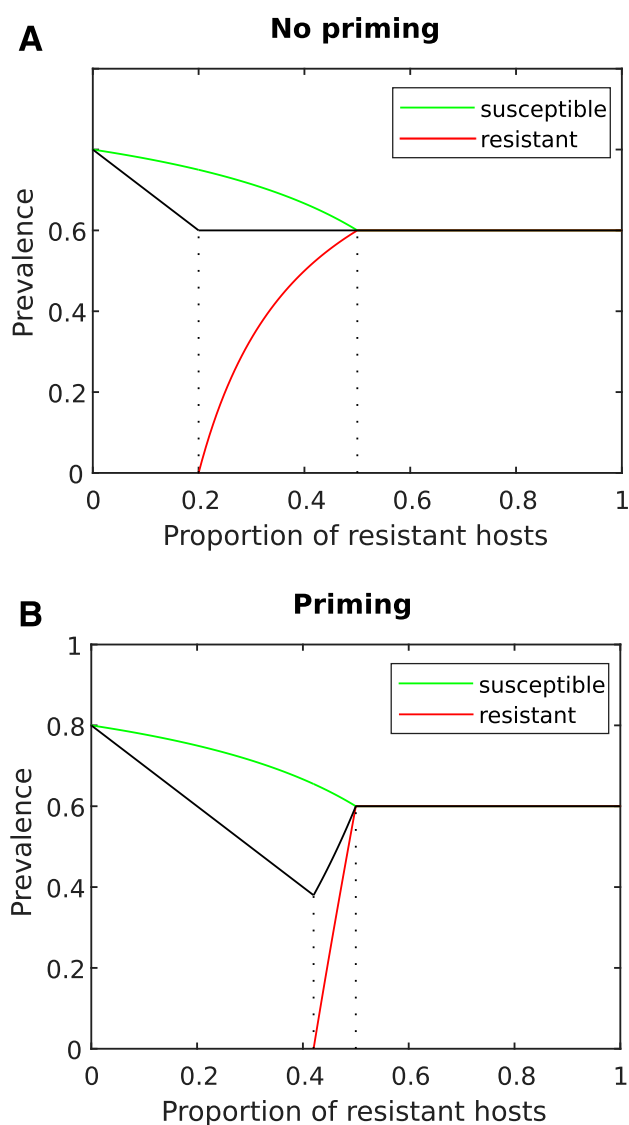 A
No priming
susceptible
resistant
Prevalence
0.6
0.4
0.2
0
0 0.2 0.4 0.6 0.8 1
Proportion of resistant hosts
B
Priming
1
susceptible
resistant
0.8
Prevalence
0.6
0.4
0.2
0
0 0.2 0.4 0.6 0.8 1
Proportion of resistant hosts